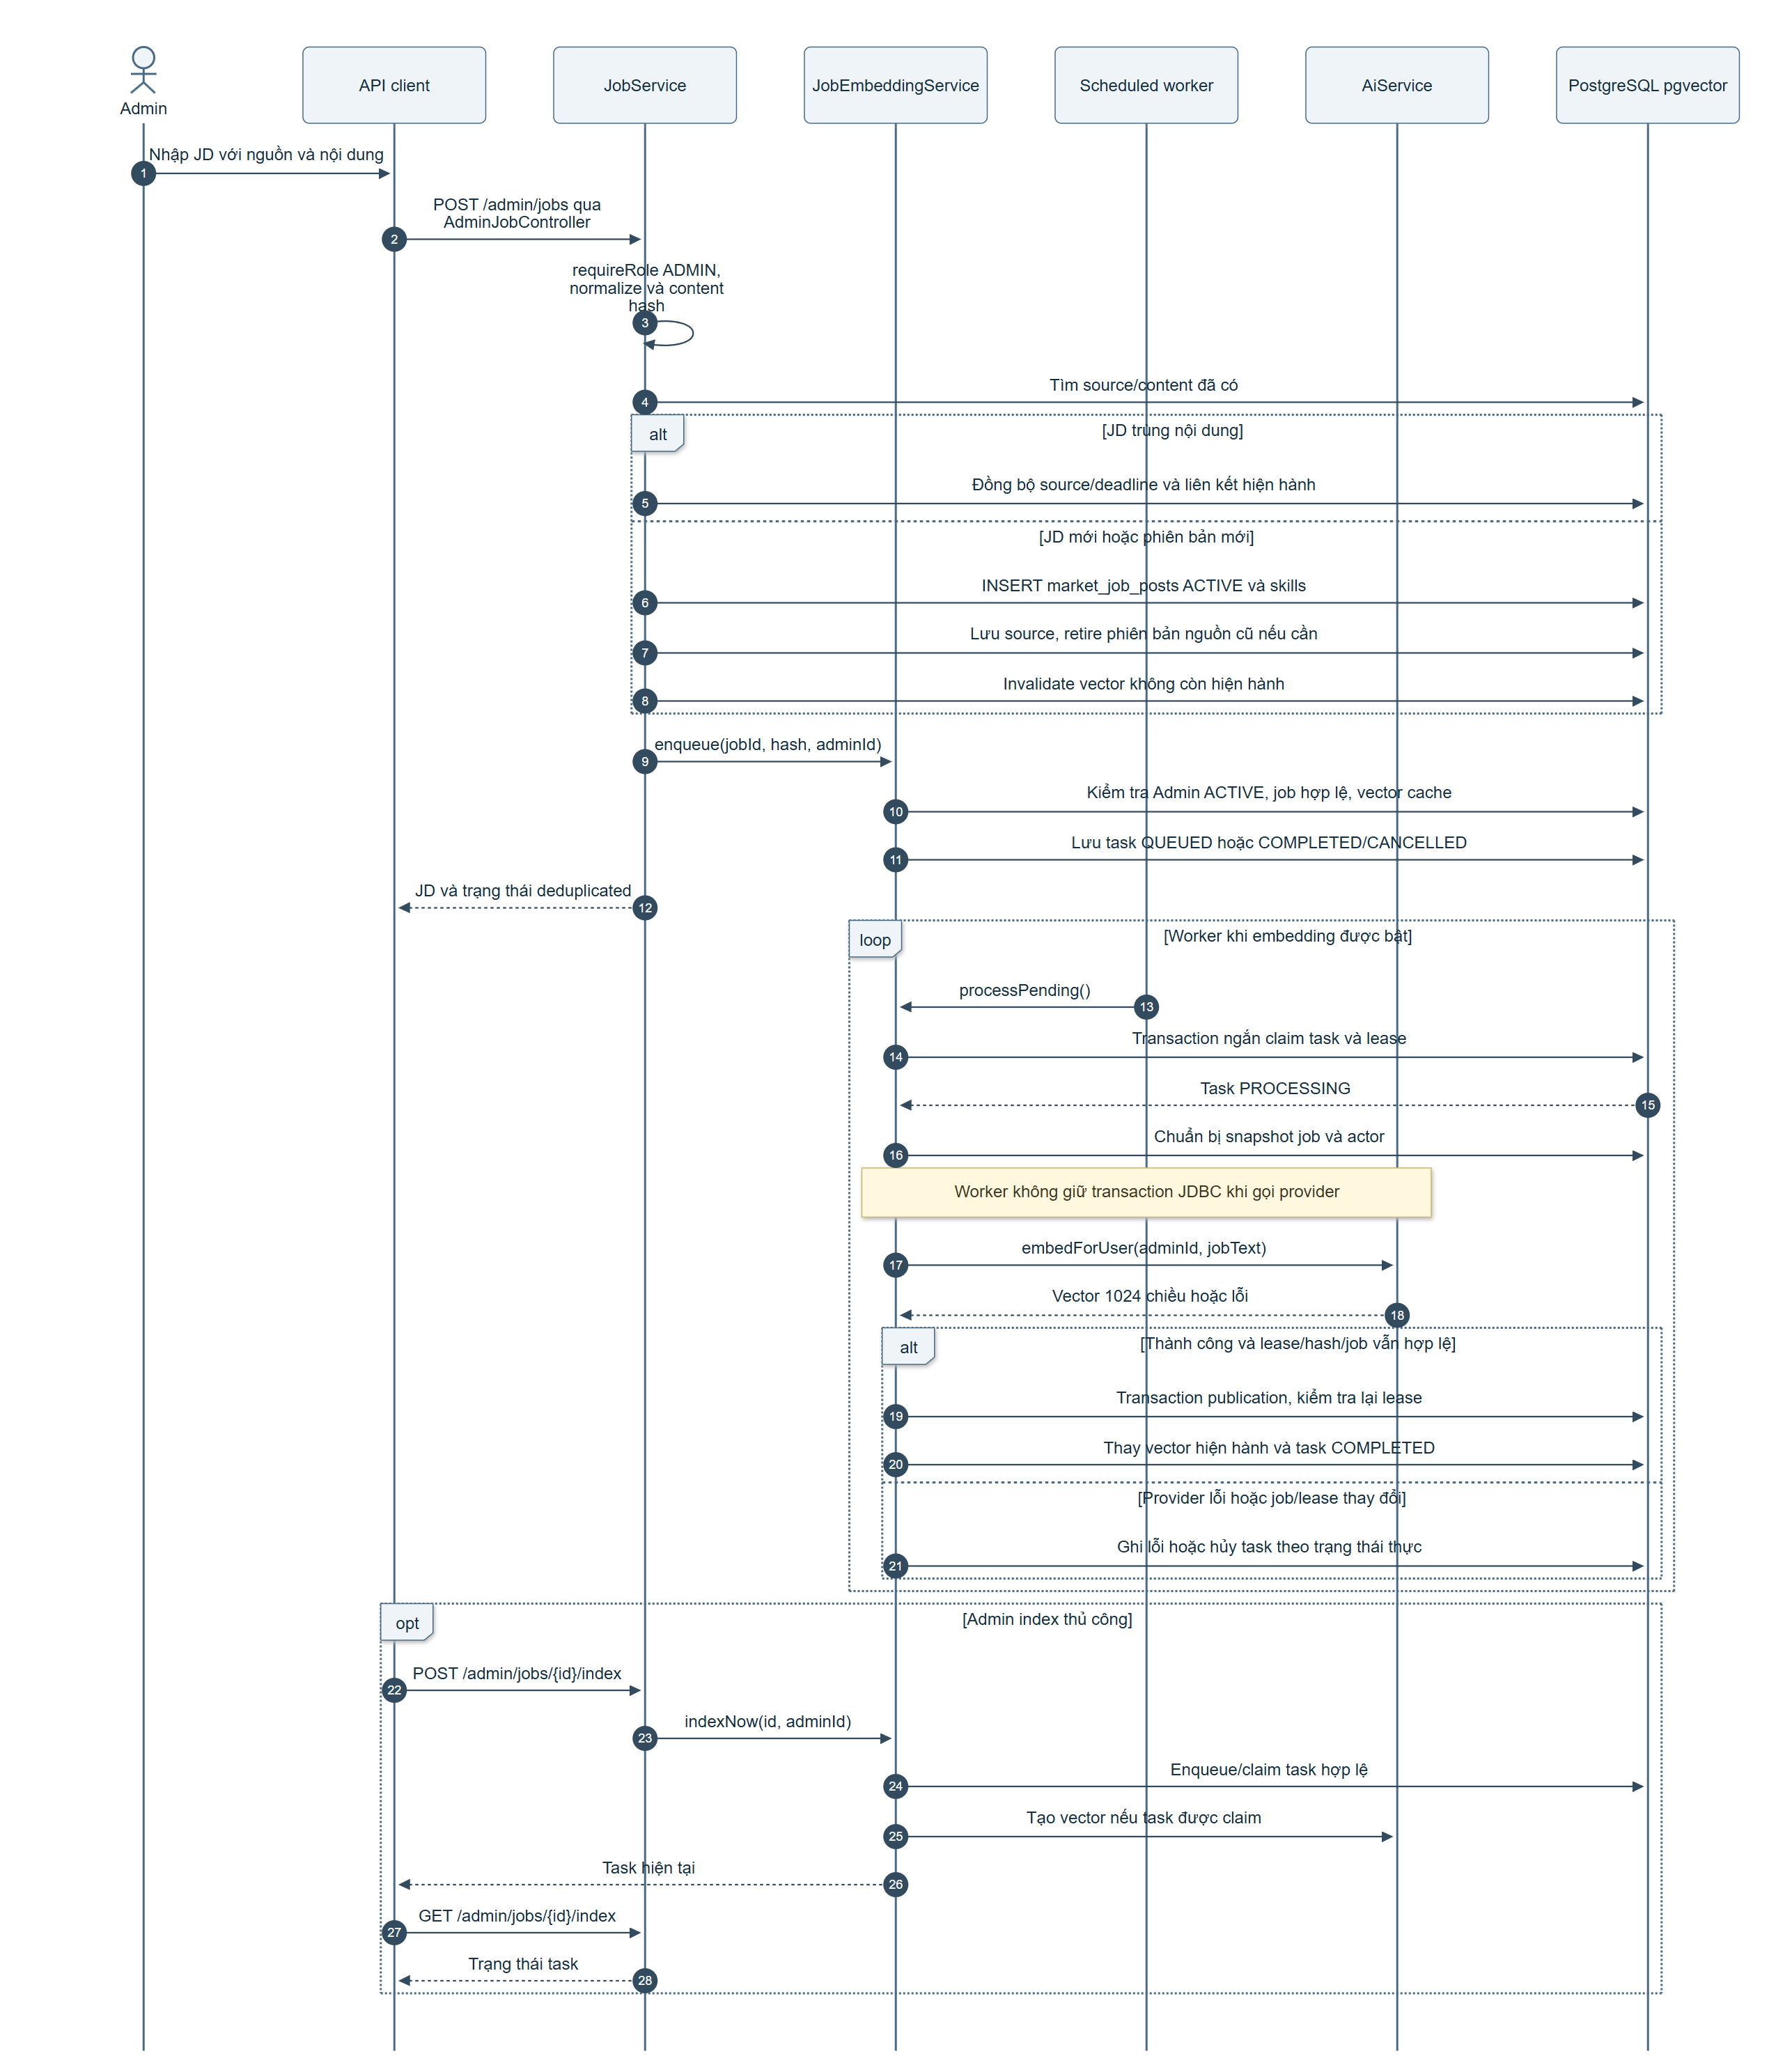 Admin
API client
JobService
JobEmbeddingService
Scheduled worker
AiService
PostgreSQL pgvector
Nhập JD với nguồn và nội dung
1
POST /admin/jobs qua
AdminJobController
2
requireRole ADMIN,
normalize và content
hash
3
Tìm source/content đã có
4
alt
[JD trùng nội dung]
Đồng bộ source/deadline và liên kết hiện hành
5
[JD mới hoặc phiên bản mới]
INSERT market_job_posts ACTIVE và skills
6
Lưu source, retire phiên bản nguồn cũ nếu cần
7
Invalidate vector không còn hiện hành
8
enqueue(jobId, hash, adminId)
9
Kiểm tra Admin ACTIVE, job hợp lệ, vector cache
10
Lưu task QUEUED hoặc COMPLETED/CANCELLED
11
JD và trạng thái deduplicated
12
loop
[Worker khi embedding được bật]
processPending()
13
Transaction ngắn claim task và lease
14
Task PROCESSING
15
Chuẩn bị snapshot job và actor
16
Worker không giữ transaction JDBC khi gọi provider
embedForUser(adminId, jobText)
17
Vector 1024 chiều hoặc lỗi
18
alt
[Thành công và lease/hash/job vẫn hợp lệ]
Transaction publication, kiểm tra lại lease
19
Thay vector hiện hành và task COMPLETED
20
[Provider lỗi hoặc job/lease thay đổi]
Ghi lỗi hoặc hủy task theo trạng thái thực
21
opt
[Admin index thủ công]
POST /admin/jobs/{id}/index
22
indexNow(id, adminId)
23
Enqueue/claim task hợp lệ
24
Tạo vector nếu task được claim
25
Task hiện tại
26
GET /admin/jobs/{id}/index
27
Trạng thái task
28